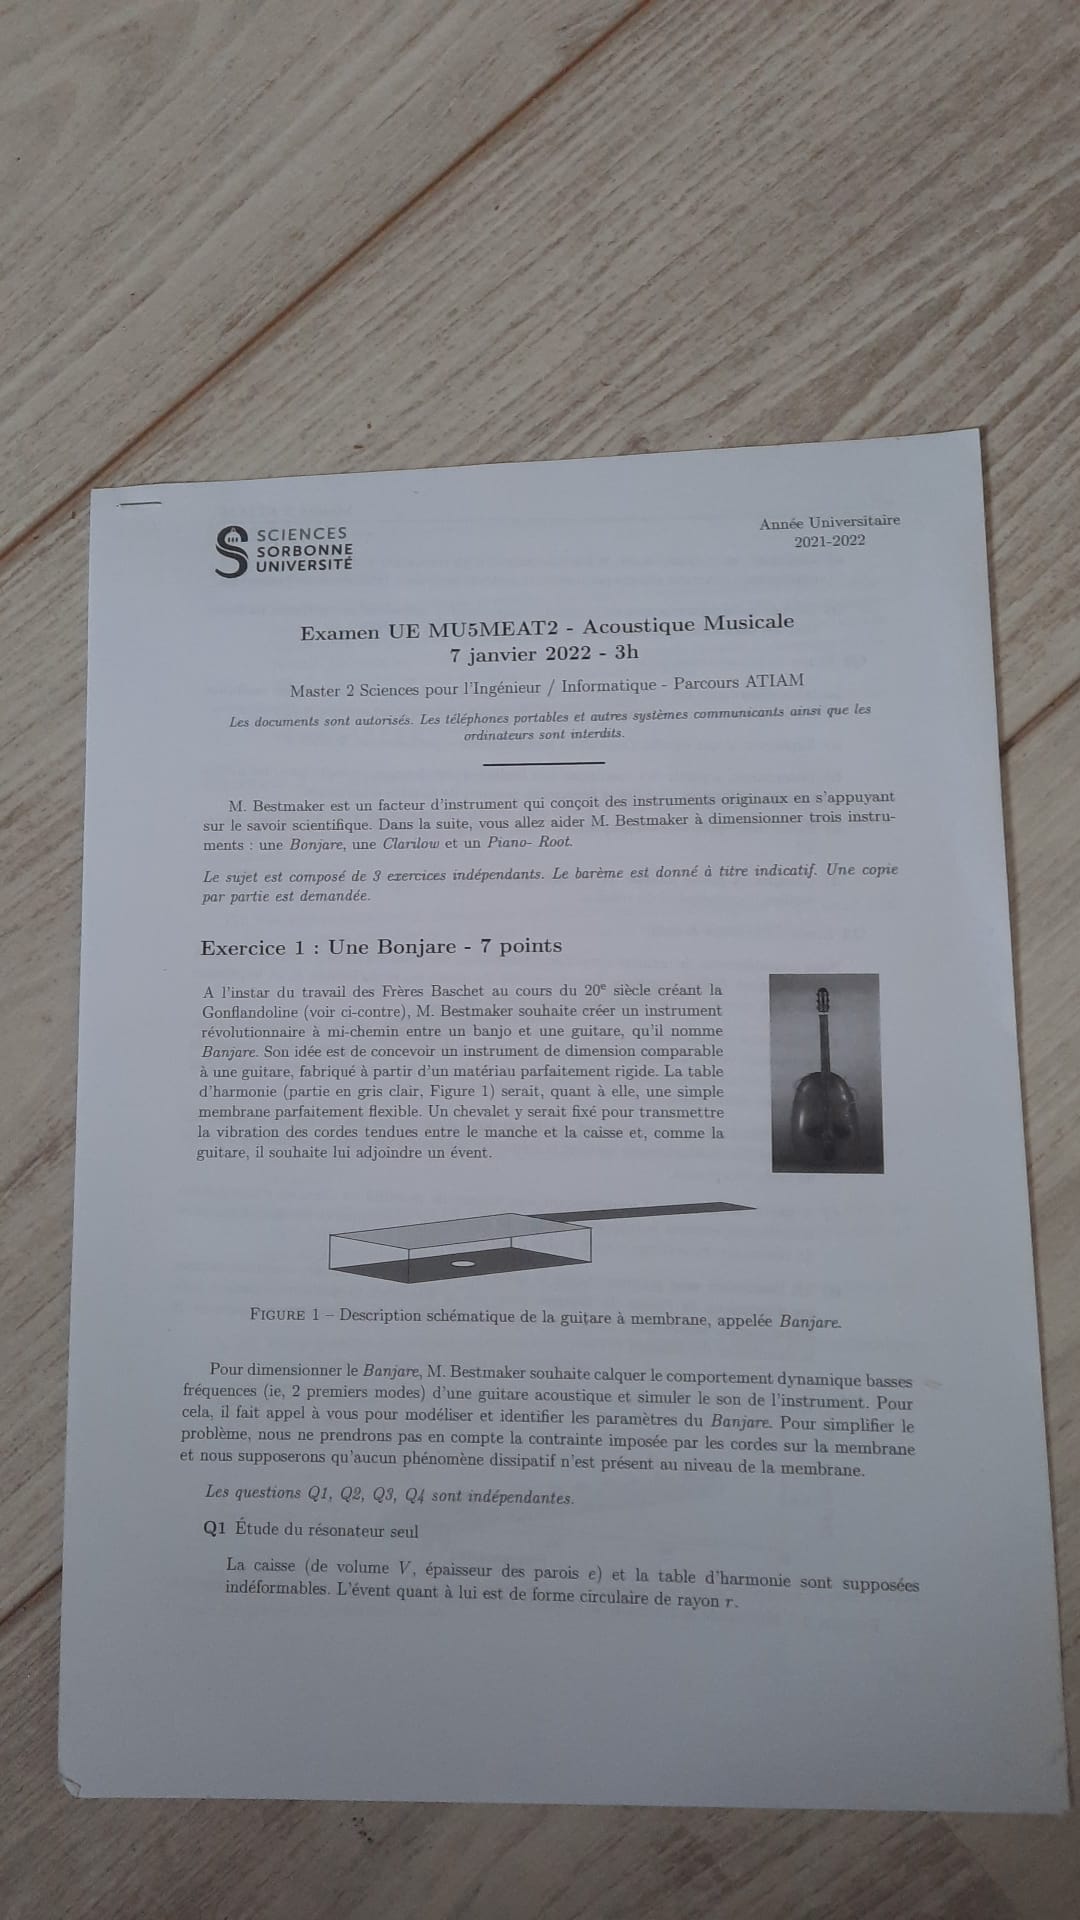 SCIENCES
SORBONNE
UNIVERSITÉ
Année Universitaire
2021-2022
Examen UE MU5MEAT2 - Acoustique Musicale
7 janvier 2022 - 3h
Master 2 Sciences pour l'Ingénieur / Informatique - Parcours ATIAM
Les documents sont autorisés. Les téléphones portables et autres systèmes communicants ainsi que les
ordinateurs sont interdits.
M. Bestmaker est un facteur d'instrument qui conçoit des instruments originaux en s'appuyant
sur le savoir scientifique. Dans la suite, vous allez aider M. Bestmaker à dimensionner trois instru-
ments : une Bonjare, une Clarilow et un Piano- Root.
Le sujet est composé de 3 exercices indépendants. Le barème est donné à titre indicatif. Une copie
par partie est demandée.
Exercice 1 : Une Bonjare - 7 points
A l'instar du travail des Frères Baschet au cours du 20e siècle créant la
Gonflandoline (voir ci-contre), M. Bestmaker souhaite créer un instrument
révolutionnaire à mi-chemin entre un banjo et une guitare, qu'il nomme
Banjare. Son idée est de concevoir un instrument de dimension comparable
à une guitare, fabriqué à partir d'un matériau parfaitement rigide. La table
d'harmonie (partie en gris clair, Figure 1) serait, quant à elle, une simple
membrane parfaitement flexible. Un chevalet y serait fixé pour transmettre
la vibration des cordes tendues entre le manche et la caisse et, comme la
guitare, il souhaite lui adjoindre un évent.
FIGURE 1 – Description schématique de la guitare à membrane, appelée Banjare.
Pour dimensionner le Banjare, M. Bestmaker souhaite calquer le comportement dynamique basses
fréquences (ie, 2 premiers modes) d'une guitare acoustique et simuler le son de l'instrument. Pour
cela, il fait appel à vous pour modéliser et identifier les paramètres du Banjare. Pour simplifier le
problème, nous ne prendrons pas en compte la contrainte imposée par les cordes sur la membrane
et nous supposerons qu'aucun phénomène dissipatif n'est présent au niveau de la membrane.
Les questions Q1, Q2, Q3, Q4 sont indépendantes.
Q1 Étude du résonateur seul
La caisse (de volume V, épaisseur des parois e) et la table d'harmonie sont supposées
indéformables. L'évent quant à lui est de forme circulaire de rayon r.